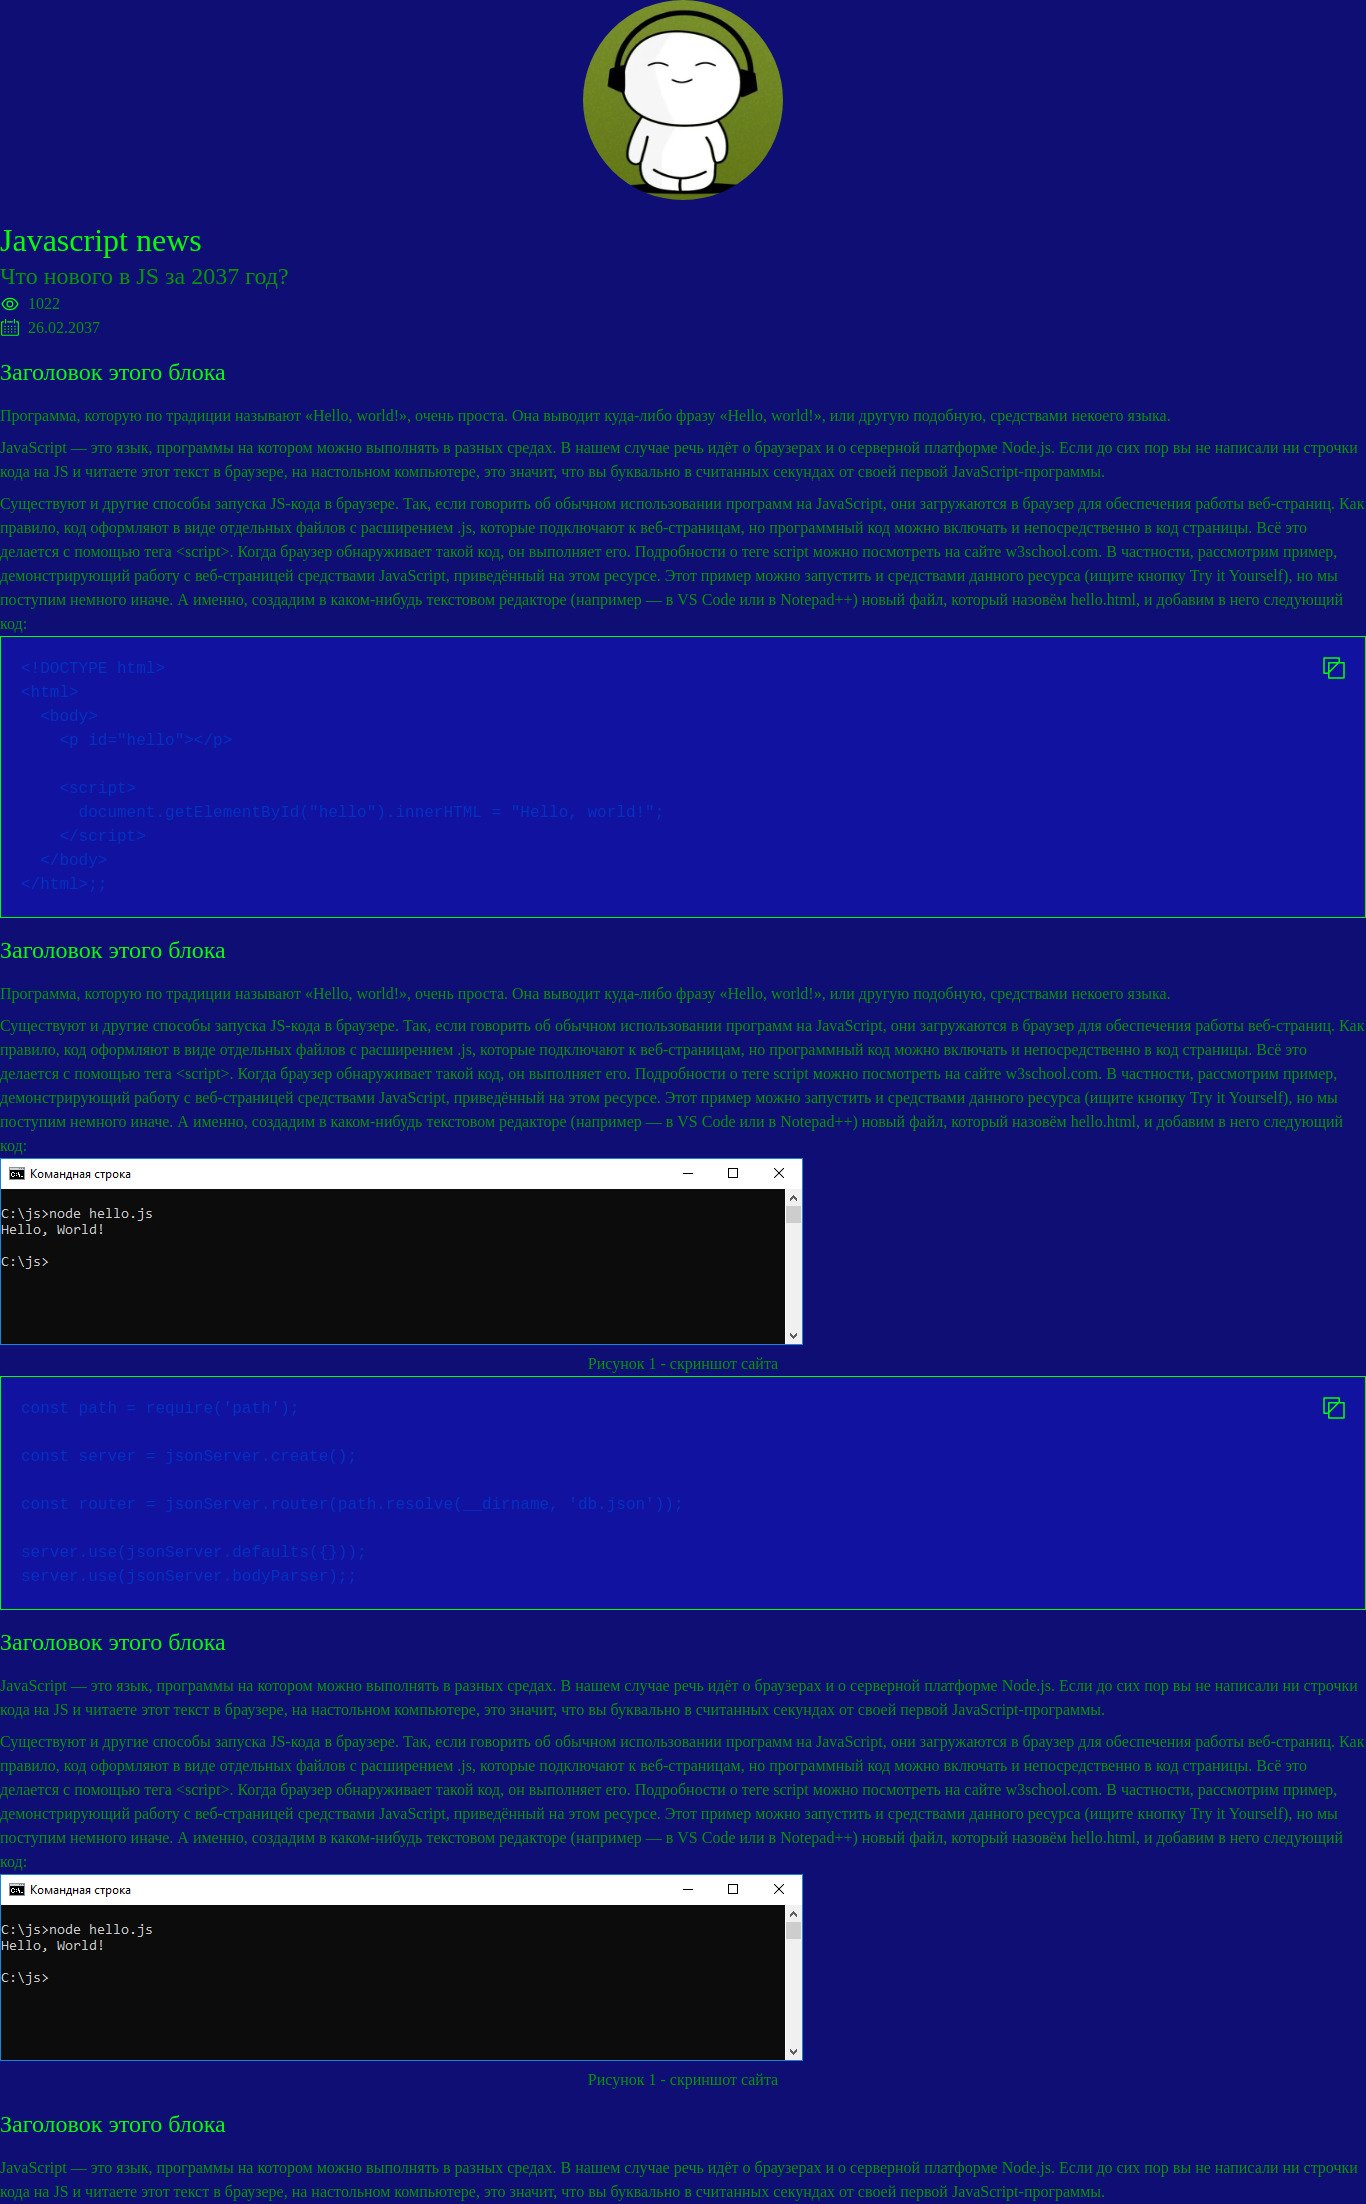 Javascript news
Что нового в JS за 2037 год?
1022
26.02.2037
Заголовок этого блока
Программа, которую по традиции называют «Hello, world!», очень проста. Она выводит куда-либо фразу «Hello, world!», или другую подобную, средствами некоего языка.
JavaScript — это язык, программы на котором можно выполнять в разных средах. В нашем случае речь идёт о браузерах и о серверной платформе Node.js. Если до сих пор вы не написали ни строчки
кода на JS и читаете этот текст в браузере, на настольном компьютере, это значит, что вы буквально в считанных секундах от своей первой JavaScript-программы.
Существуют и другие способы запуска JS-кода в браузере. Так, если говорить об обычном использовании программ на JavaScript, они загружаются в браузер для обеспечения работы веб-страниц. Как
правило, код оформляют в виде отдельных файлов с расширением .js, которые подключают к веб-страницам, но программный код можно включать и непосредственно в код страницы. Всё это
делается с помощью тега <script>. Когда браузер обнаруживает такой код, он выполняет его. Подробности о теге script можно посмотреть на сайте w3school.com. В частности, рассмотрим пример,
демонстрирующий работу с веб-страницей средствами JavaScript, приведённый на этом ресурсе. Этот пример можно запустить и средствами данного ресурса (ищите кнопку Try it Yourself), но мы
поступим немного иначе. А именно, создадим в каком-нибудь текстовом редакторе (например — в VS Code или в Notepad++) новый файл, который назовём hello.html, и добавим в него следующий
код:
<!DOCTYPE html>
<html>
  <body>
    <p id="hello"></p>
    <script>
      document.getElementById("hello").innerHTML = "Hello, world!";
    </script>
  </body>
</html>;;
Заголовок этого блока
Программа, которую по традиции называют «Hello, world!», очень проста. Она выводит куда-либо фразу «Hello, world!», или другую подобную, средствами некоего языка.
Существуют и другие способы запуска JS-кода в браузере. Так, если говорить об обычном использовании программ на JavaScript, они загружаются в браузер для обеспечения работы веб-страниц. Как
правило, код оформляют в виде отдельных файлов с расширением .js, которые подключают к веб-страницам, но программный код можно включать и непосредственно в код страницы. Всё это
делается с помощью тега <script>. Когда браузер обнаруживает такой код, он выполняет его. Подробности о теге script можно посмотреть на сайте w3school.com. В частности, рассмотрим пример,
демонстрирующий работу с веб-страницей средствами JavaScript, приведённый на этом ресурсе. Этот пример можно запустить и средствами данного ресурса (ищите кнопку Try it Yourself), но мы
поступим немного иначе. А именно, создадим в каком-нибудь текстовом редакторе (например — в VS Code или в Notepad++) новый файл, который назовём hello.html, и добавим в него следующий
код:
Командная строка
C:\js>node hello.js
Hello, World!
C:\js>
Рисунок 1 - скриншот сайта
const path = require('path');
const server = jsonServer.create();
const router = jsonServer.router(path.resolve(__dirname, 'db.json'));
server.use(jsonServer.defaults({}));
server.use(jsonServer.bodyParser);;
Заголовок этого блока
JavaScript — это язык, программы на котором можно выполнять в разных средах. В нашем случае речь идёт о браузерах и о серверной платформе Node.js. Если до сих пор вы не написали ни строчки
кода на JS и читаете этот текст в браузере, на настольном компьютере, это значит, что вы буквально в считанных секундах от своей первой JavaScript-программы.
Существуют и другие способы запуска JS-кода в браузере. Так, если говорить об обычном использовании программ на JavaScript, они загружаются в браузер для обеспечения работы веб-страниц. Как
правило, код оформляют в виде отдельных файлов с расширением .js, которые подключают к веб-страницам, но программный код можно включать и непосредственно в код страницы. Всё это
делается с помощью тега <script>. Когда браузер обнаруживает такой код, он выполняет его. Подробности о теге script можно посмотреть на сайте w3school.com. В частности, рассмотрим пример,
демонстрирующий работу с веб-страницей средствами JavaScript, приведённый на этом ресурсе. Этот пример можно запустить и средствами данного ресурса (ищите кнопку Try it Yourself), но мы
поступим немного иначе. А именно, создадим в каком-нибудь текстовом редакторе (например — в VS Code или в Notepad++) новый файл, который назовём hello.html, и добавим в него следующий
код:
Командная строка
C:\js>node hello.js
Hello, World!
C:\js>
Рисунок 1 - скриншот сайта
Заголовок этого блока
JavaScript — это язык, программы на котором можно выполнять в разных средах. В нашем случае речь идёт о браузерах и о серверной платформе Node.js. Если до сих пор вы не написали ни строчки
кода на JS и читаете этот текст в браузере, на настольном компьютере, это значит, что вы буквально в считанных секундах от своей первой JavaScript-программы.